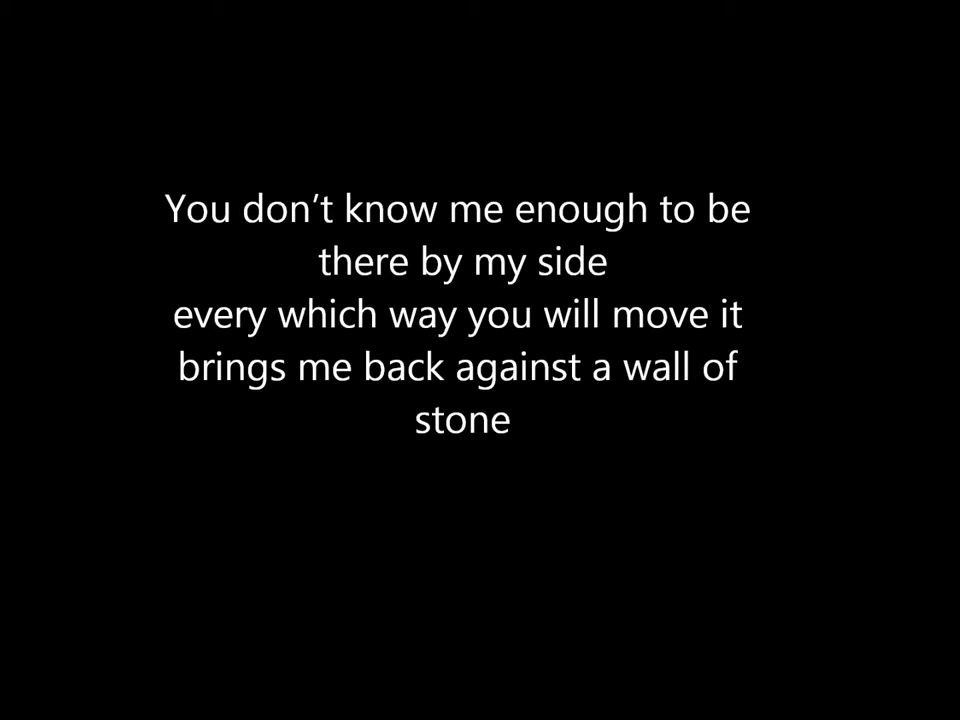 You don’t know me enough to be
there by my side
every which way you will move it
brings me back against a wall of
stone